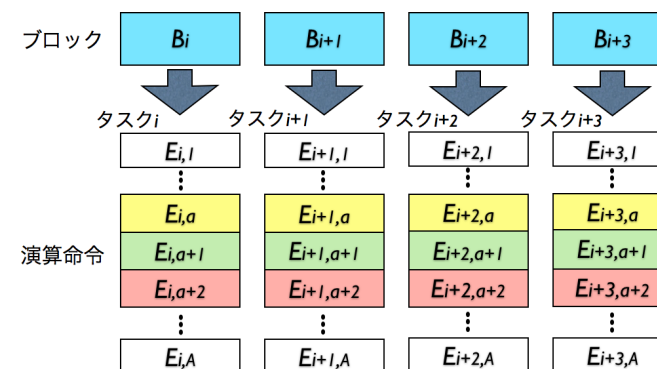 ブロック Bi Bi+1 Bi+2 Bi+3
タスクi タスクi+1 タスクi+2 タスクi+3
Ei,1 Ei+1,1 Ei+2,1 Ei+3,1
Ei,a Ei+1,a Ei+2,a Ei+3,a
演算命令 Ei,a+1 Ei+1,a+1 Ei+2,a+1 Ei+3,a+1
Ei,a+2 Ei+1,a+2 Ei+2,a+2 Ei+3,a+2
Ei,A Ei+1,A Ei+2,A Ei+3,A